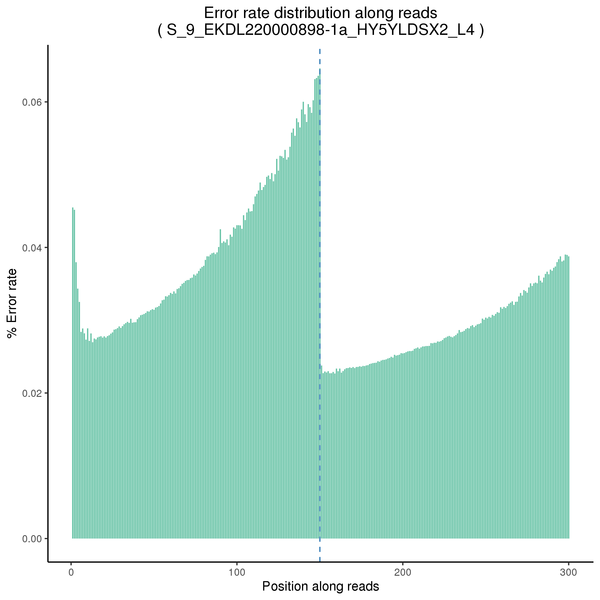 Error rate distribution along reads
( S_9_EKDL220000898-1a_HY5YLDSX2_L4 )
% Error rate
0.06
0.04
0.02
0.00
0 100 200 300
Position along reads